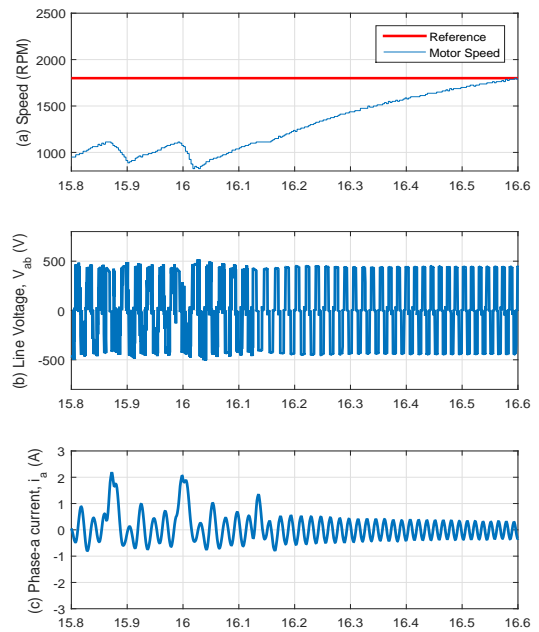 2500
2000
1500
1000
(a) Speed (RPM)
Reference
Motor Speed
15.8 15.9 16 16.1 16.2 16.3 16.4 16.5 16.6
500
0
-500
(b) Line Voltage, V_ab (V)
15.8 15.9 16 16.1 16.2 16.3 16.4 16.5 16.6
3
2
1
0
-1
-2
-3
(c) Phase-a current, i_a (A)
15.8 15.9 16 16.1 16.2 16.3 16.4 16.5 16.6